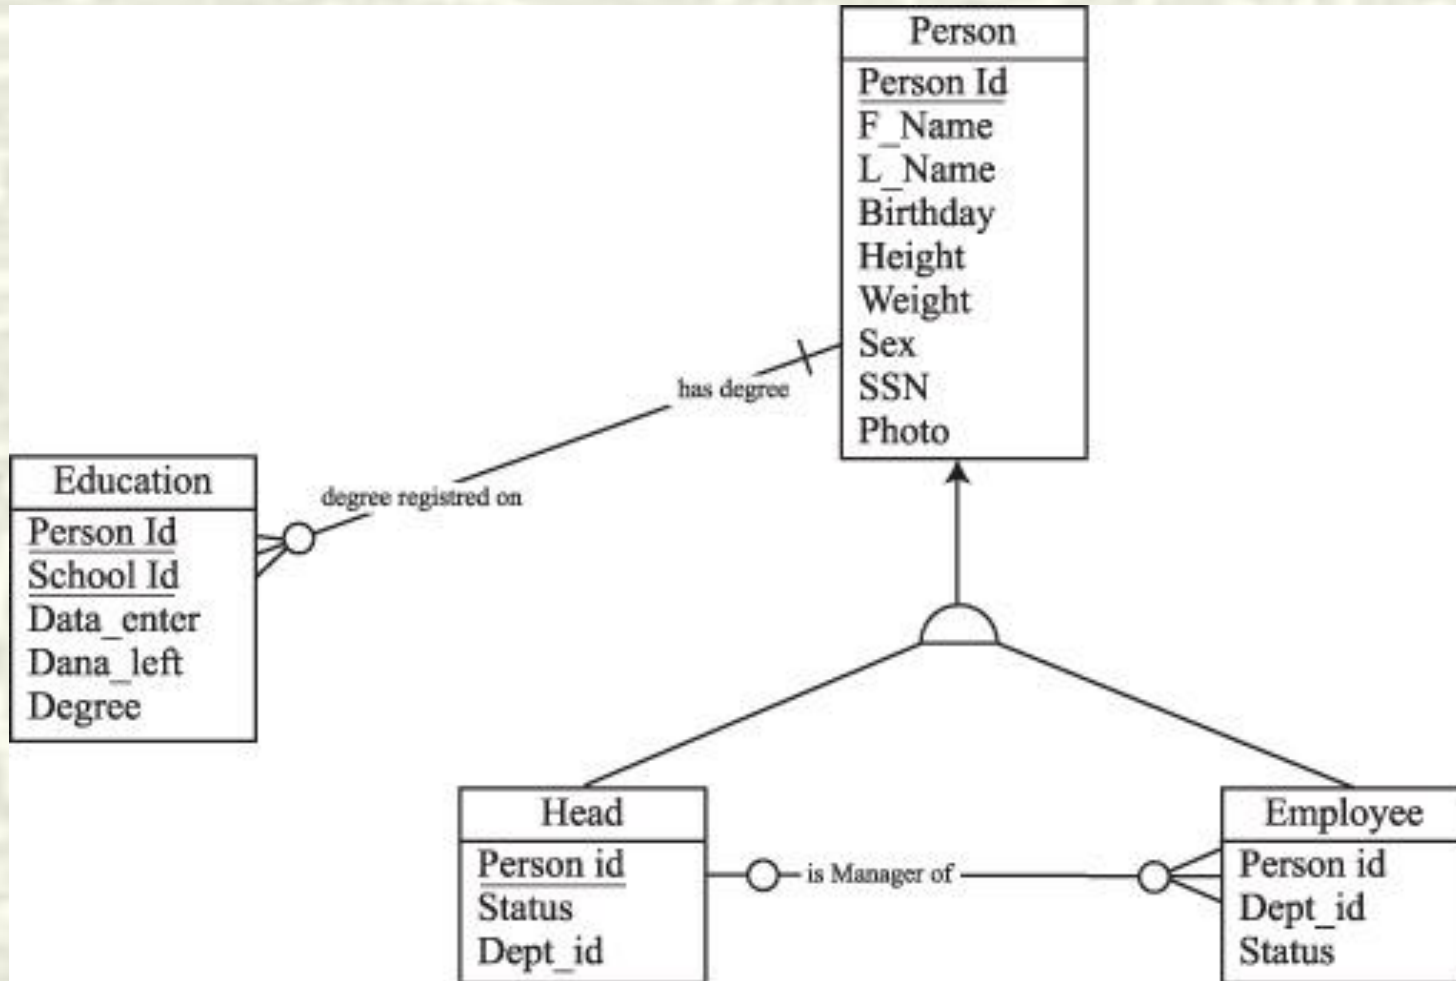 Person
Person Id
F_Name
L_Name
Birthday
Height
Weight
Sex
SSN
Photo
has degree
degree registred on
Education
Person Id
School Id
Data_enter
Dana_left
Degree
Head
Person id
Status
Dept_id
is Manager of
Employee
Person id
Dept_id
Status